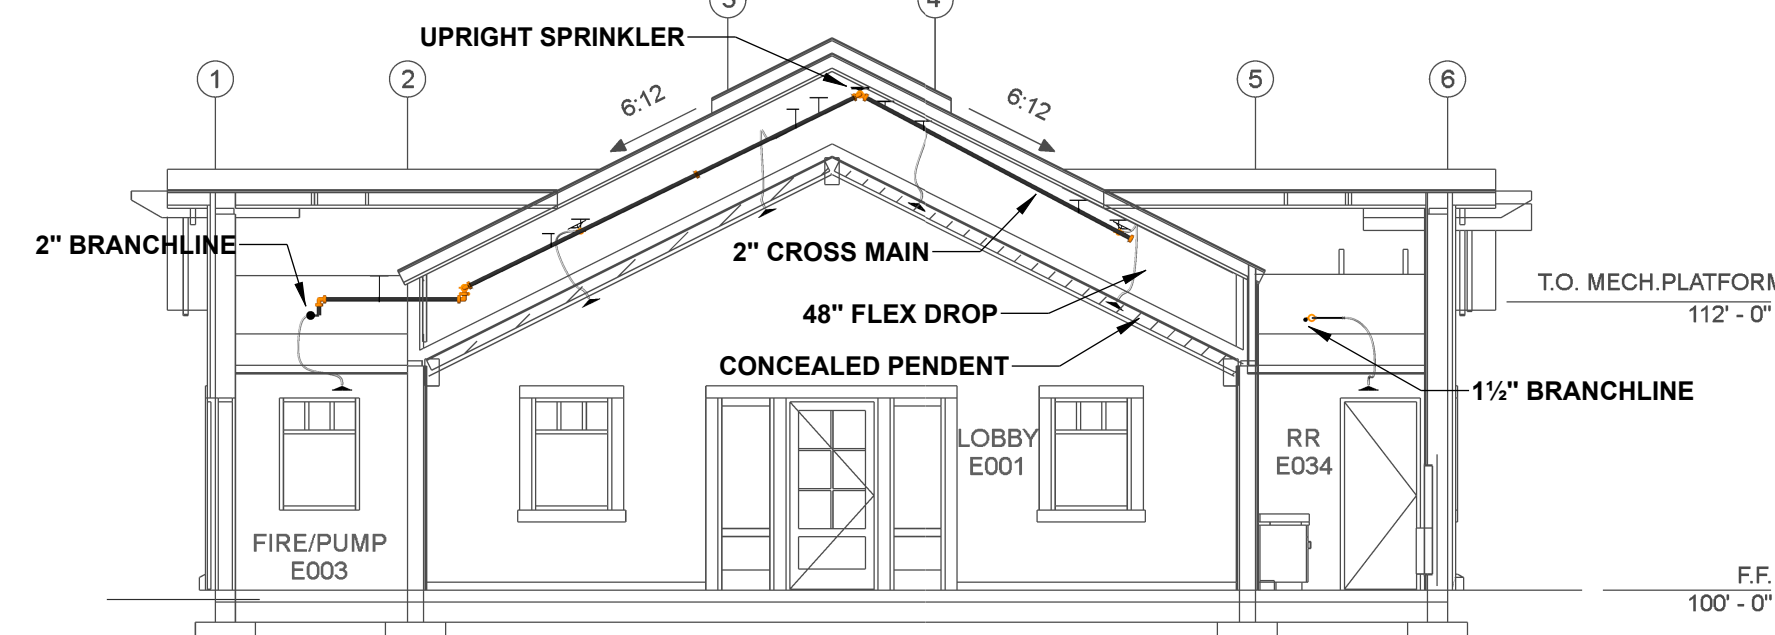 3
4
UPRIGHT SPRINKLER
1
2
5
6
6:12
6:12
2" BRANCHLINE
2" CROSS MAIN
T.O. MECH.PLATFORM
112' - 0"
48" FLEX DROP
CONCEALED PENDENT
1½" BRANCHLINE
LOBBY
E001
RR
E034
FIRE/PUMP
E003
F.F.
100' - 0"